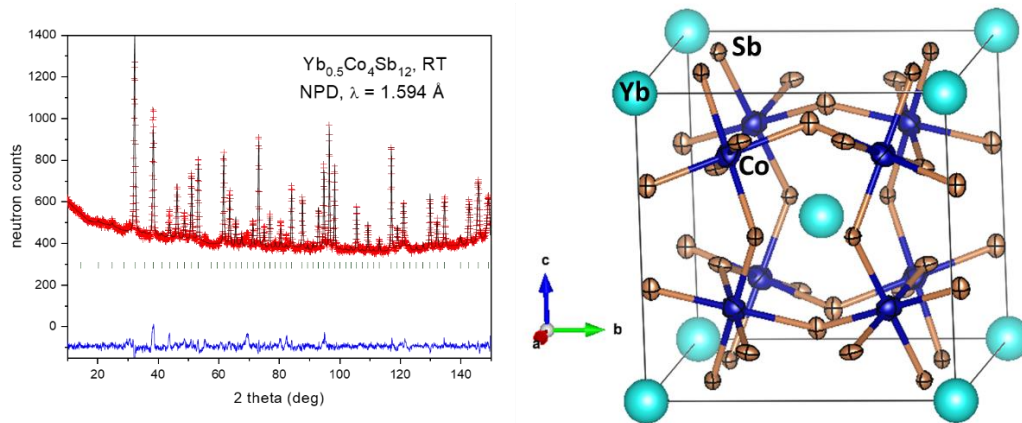 Yb0.5Co4Sb12, RT
NPD, λ = 1.594 Å
neutron counts
1400
1200
1000
800
600
400
200
0
20 40 60 80 100 120 140
2 theta (deg)
Sb
Yb
Co
c
b
a